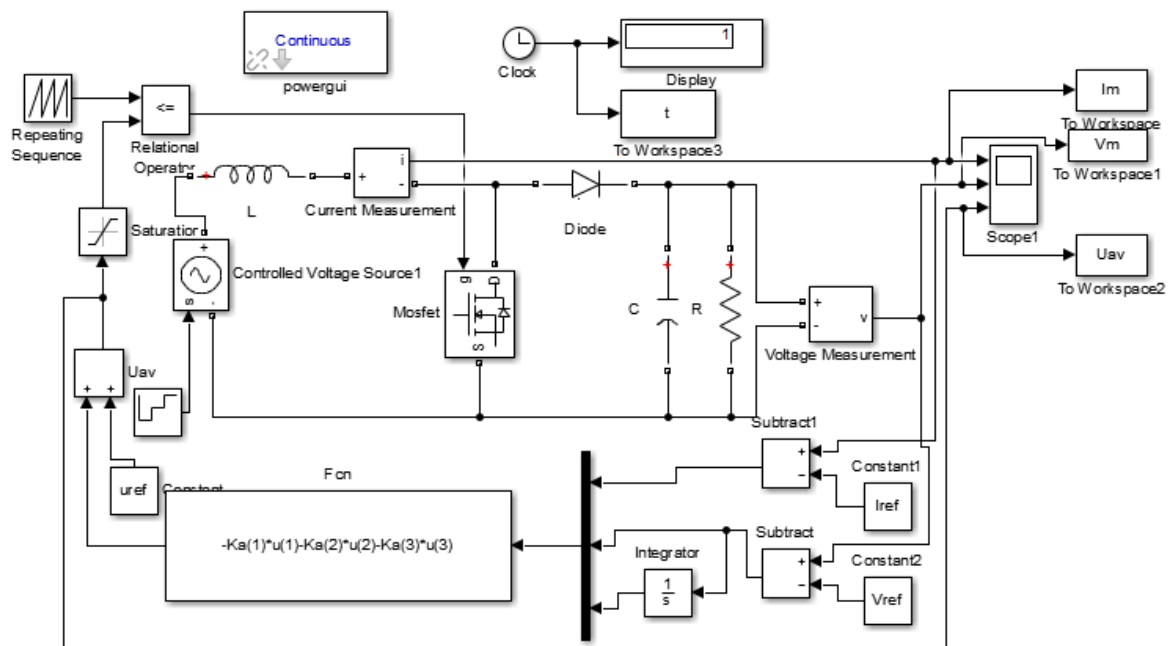 Continuous
powergui
Clock
1
Display
t
To Workspace3
Repeating
Sequence
<=
Relational
Operator
L
i
+
-
Current Measurement
Diode
Im
To Workspace
Vm
To Workspace1
Scope1
Uav
To Workspace2
Saturation
+
s
-
Controlled Voltage Source1
g
D
S
Mosfet
C
R
+
-
v
Voltage Measurement
Uav
+ +
uref
Constant
Fcn
-Ka(1)*u(1)-Ka(2)*u(2)-Ka(3)*u(3)
Subtract1
+
-
Constant1
Iref
Subtract
+
-
Constant2
Vref
Integrator
1
s